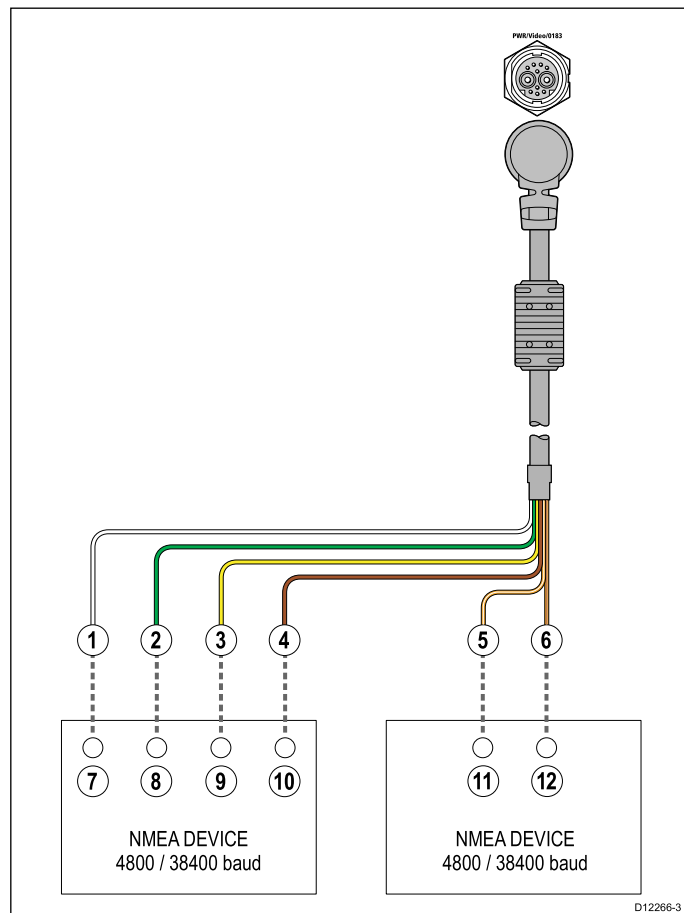 PWR/Video/0183
1 2 3 4 5 6
7 8 9 10 11 12
NMEA DEVICE
4800 / 38400 baud
NMEA DEVICE
4800 / 38400 baud
D12266-3